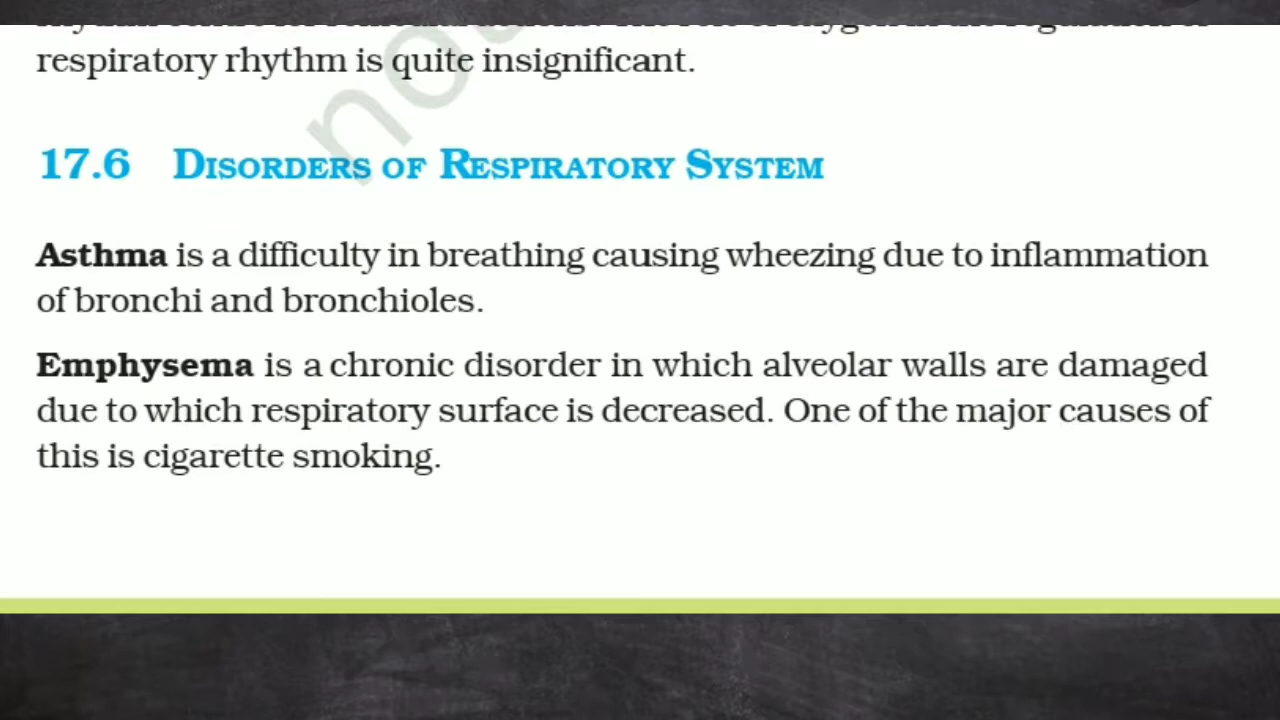 respiratory rhythm is quite insignificant.
17.6 DISORDERS OF RESPIRATORY SYSTEM
Asthma is a difficulty in breathing causing wheezing due to inflammation
of bronchi and bronchioles.
Emphysema is a chronic disorder in which alveolar walls are damaged
due to which respiratory surface is decreased. One of the major causes of
this is cigarette smoking.